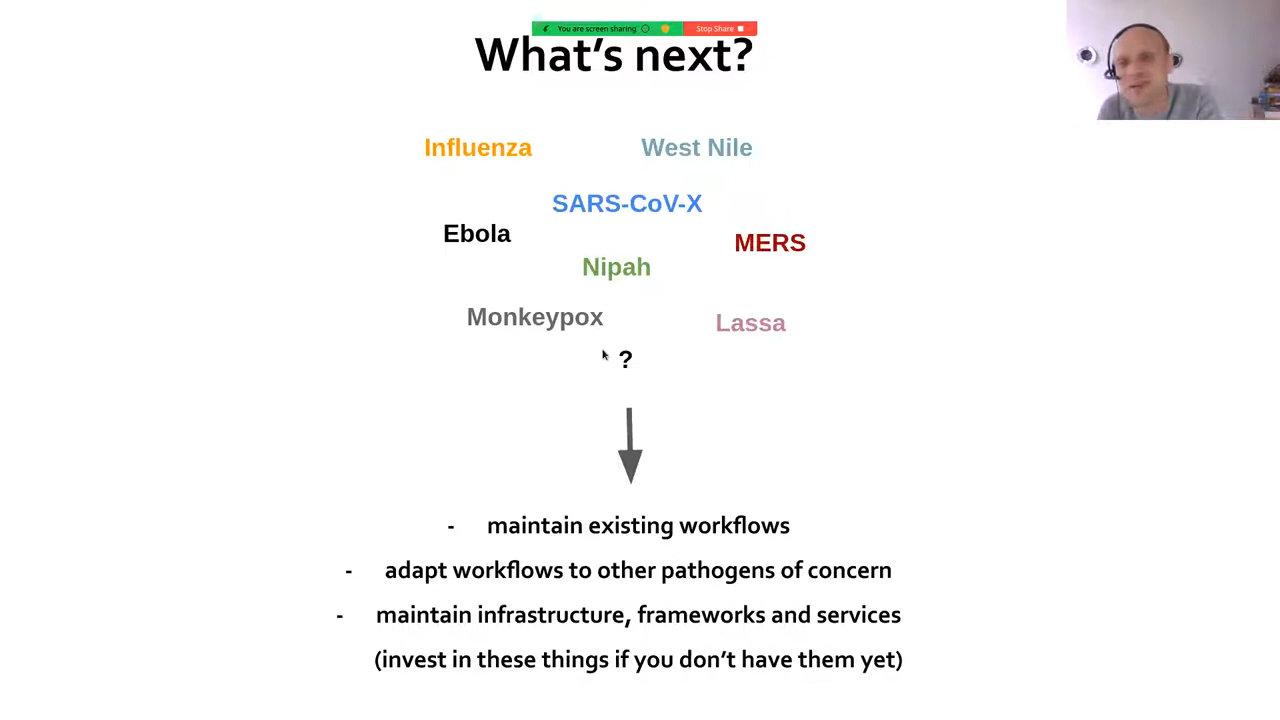 You are screen sharing
Stop Share
What's next?
Influenza
West Nile
SARS-CoV-X
Ebola
MERS
Nipah
Monkeypox
Lassa
?
- maintain existing workflows
- adapt workflows to other pathogens of concern
- maintain infrastructure, frameworks and services
(invest in these things if you don't have them yet)